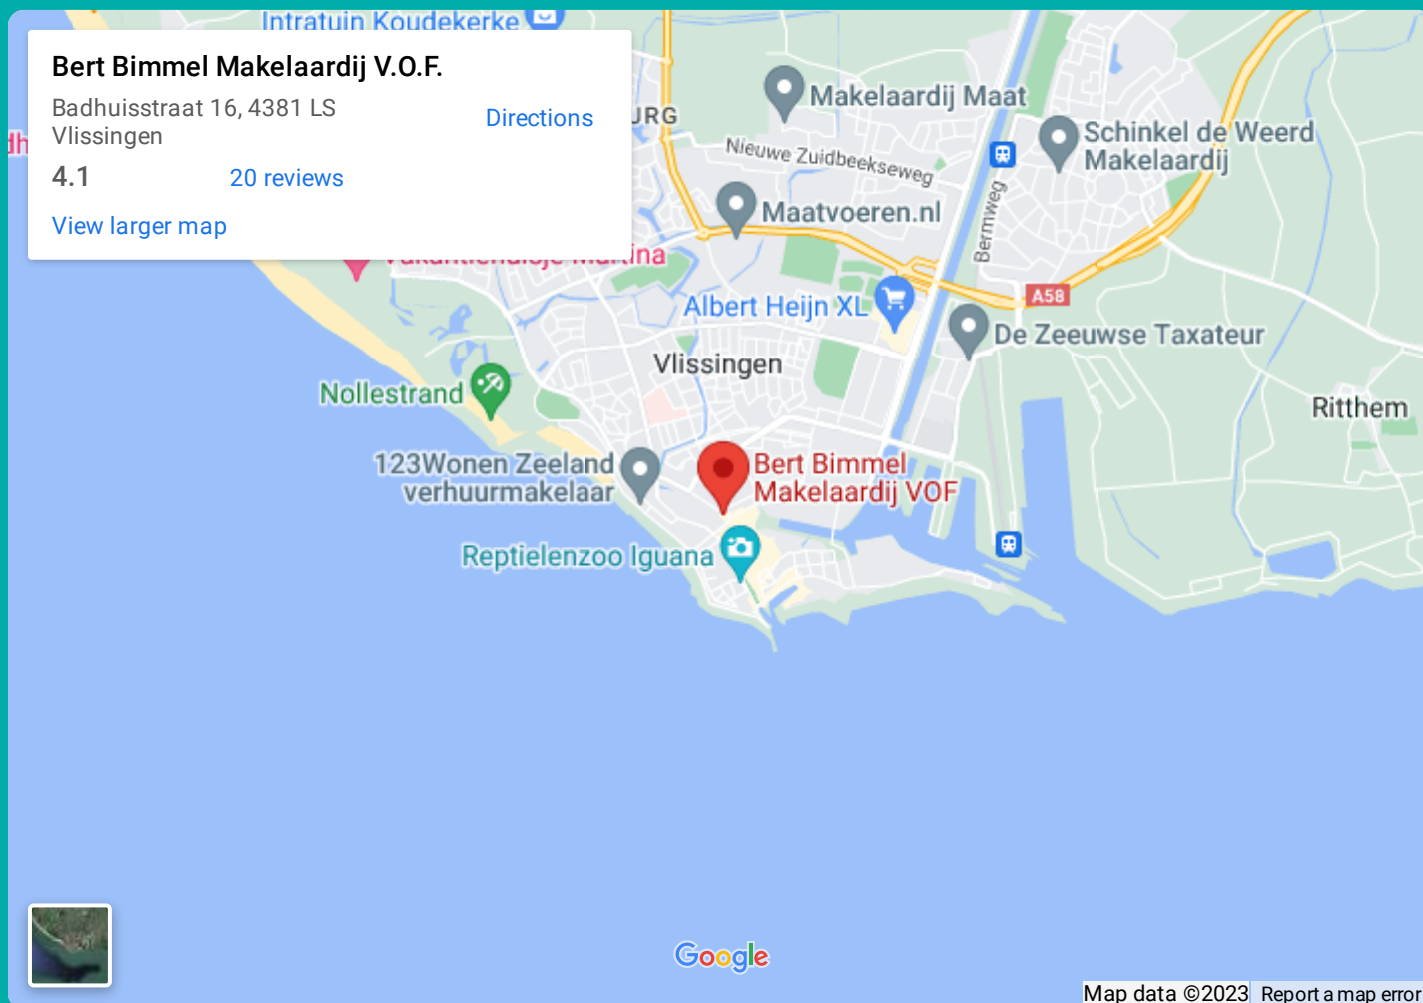 Intratuin Koudekerke
Bert Bimmel Makelaardij V.O.F.
Badhuisstraat 16, 4381 LS
Vlissingen
Directions
4.1
20 reviews
View larger map
Makelaardij Maat
Schinkel de Weerd
Makelaardij
Nieuwe Zuidbeekseweg
Bermweg
Maatvoeren.nl
A58
Albert Heijn XL
De Zeeuwse Taxateur
Vlissingen
Nollestrand
Ritthem
123Wonen Zeeland
verhuurmakelaar
Bert Bimmel
Makelaardij VOF
Reptielenzoo Iguana
Google
Map data ©2023
Report a map error